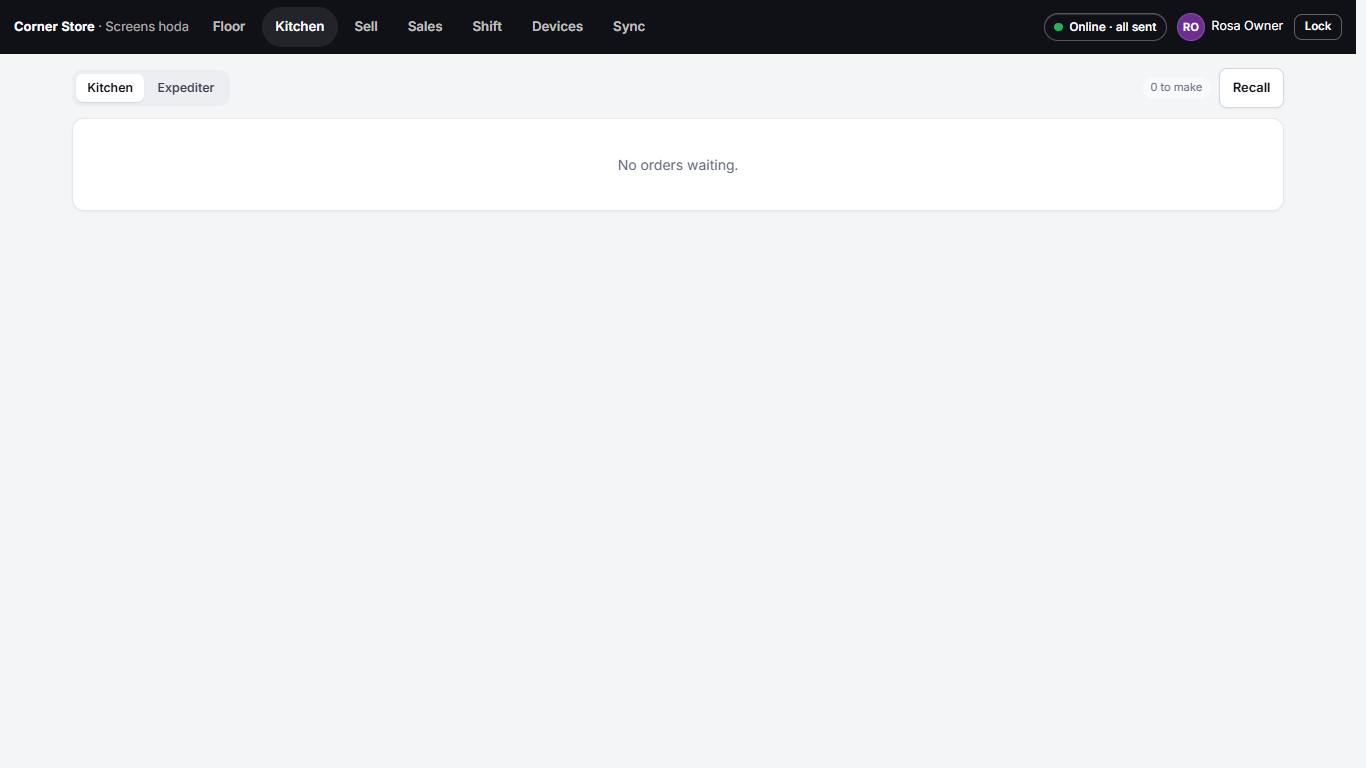 Corner Store · Screens hoda Floor Kitchen Sell Sales Shift Devices Sync Online · all sent RO Rosa Owner Lock
Kitchen Expediter 0 to make Recall
No orders waiting.